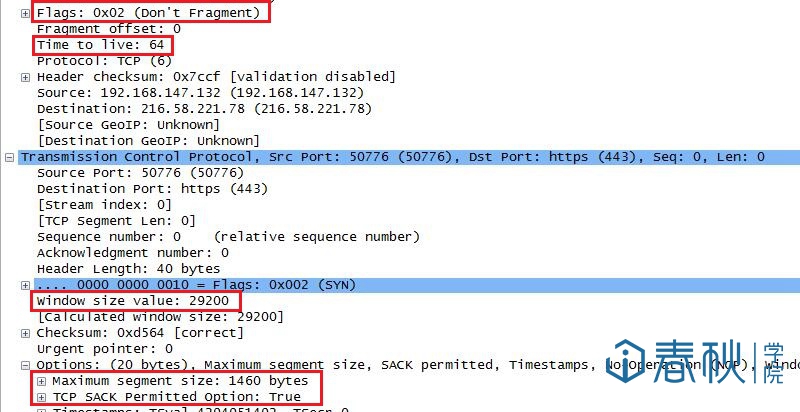 Flags: 0x02 (Don't Fragment)
Fragment offset: 0
Time to live: 64
Protocol: TCP (6)
Header checksum: 0x7ccf [validation disabled]
Source: 192.168.147.132 (192.168.147.132)
Destination: 216.58.221.78 (216.58.221.78)
[Source GeoIP: Unknown]
[Destination GeoIP: Unknown]
Transmission Control Protocol, Src Port: 50776 (50776), Dst Port: https (443), Seq: 0, Len: 0
Source Port: 50776 (50776)
Destination Port: https (443)
[Stream index: 0]
[TCP Segment Len: 0]
Sequence number: 0 (relative sequence number)
Acknowledgment number: 0
Header Length: 40 bytes
.... 0000 0000 0010 = Flags: 0x002 (SYN)
Window size value: 29200
[Calculated window size: 29200]
Checksum: 0xd564 [correct]
Urgent pointer: 0
Options: (20 bytes), Maximum segment size, SACK permitted, Timestamps, No-Operation (NOP), Windo
Maximum segment size: 1460 bytes
TCP SACK Permitted Option: True
春秋学院